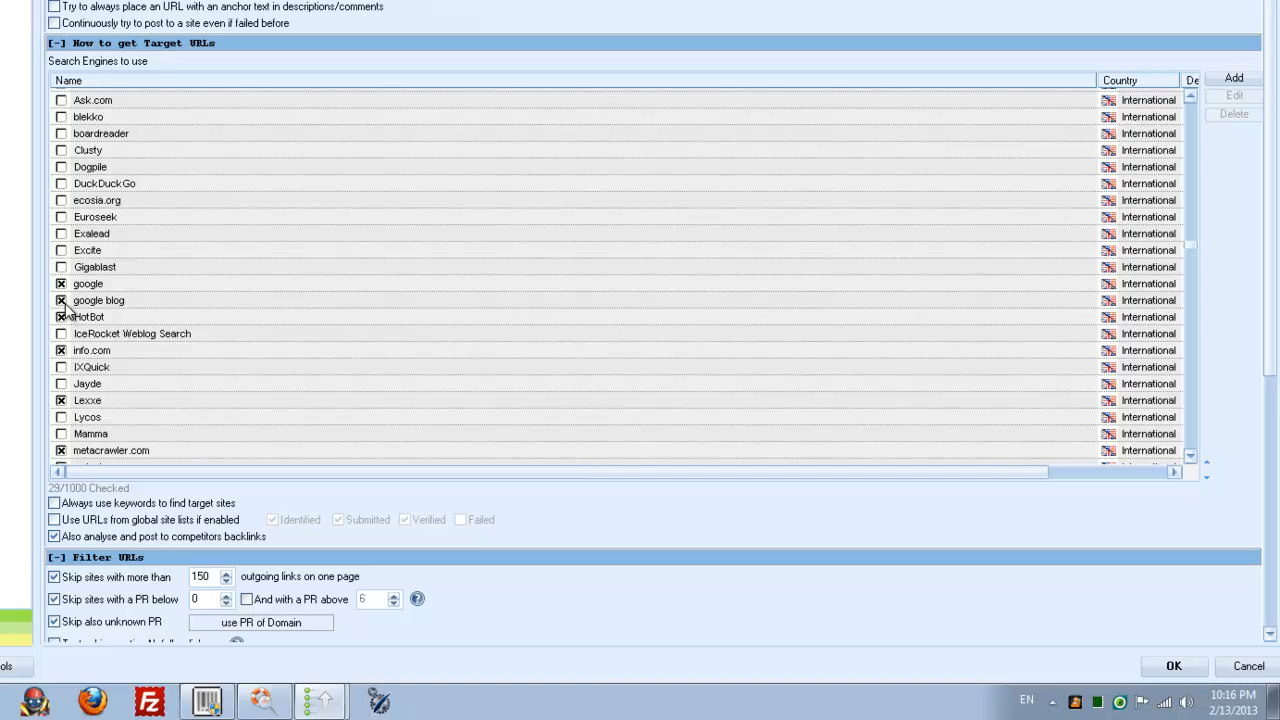 Try to always place an URL with an anchor text in descriptions/comments
Continuously try to post to a site even if failed before
[-] How to get Target URLs
Search Engines to use
Name Country De Add
Edit
Delete
Ask.com International
blekko International
boardreader International
Clusty International
Dogpile International
DuckDuckGo International
ecosia.org International
Euroseek International
Exalead International
Excite International
Gigablast International
google International
google blog International
HotBot International
IceRocket Weblog Search International
info.com International
IXQuick International
Jayde International
Lexxe International
Lycos International
Mamma International
metacrawler.com International
29/1000 Checked
Always use keywords to find target sites
Use URLs from global site lists if enabled Identified Submitted Verified Failed
Also analyse and post to competitors backlinks
[-] Filter URLs
Skip sites with more than 150 outgoing links on one page
Skip sites with a PR below 0 And with a PR above 6
Skip also unknown PR use PR of Domain
ols OK Cancel
EN 10:16 PM
2/13/2013